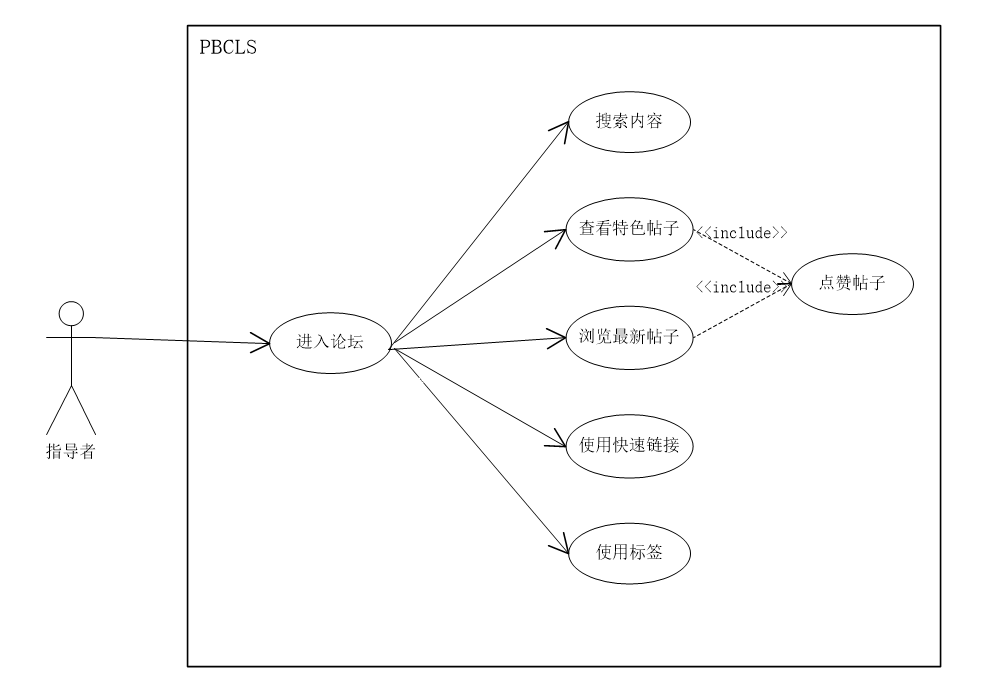 PBCLS
搜索内容
查看特色帖子
<<include>>
<<include>>
点赞帖子
进入论坛
浏览最新帖子
使用快速链接
指导者
使用标签